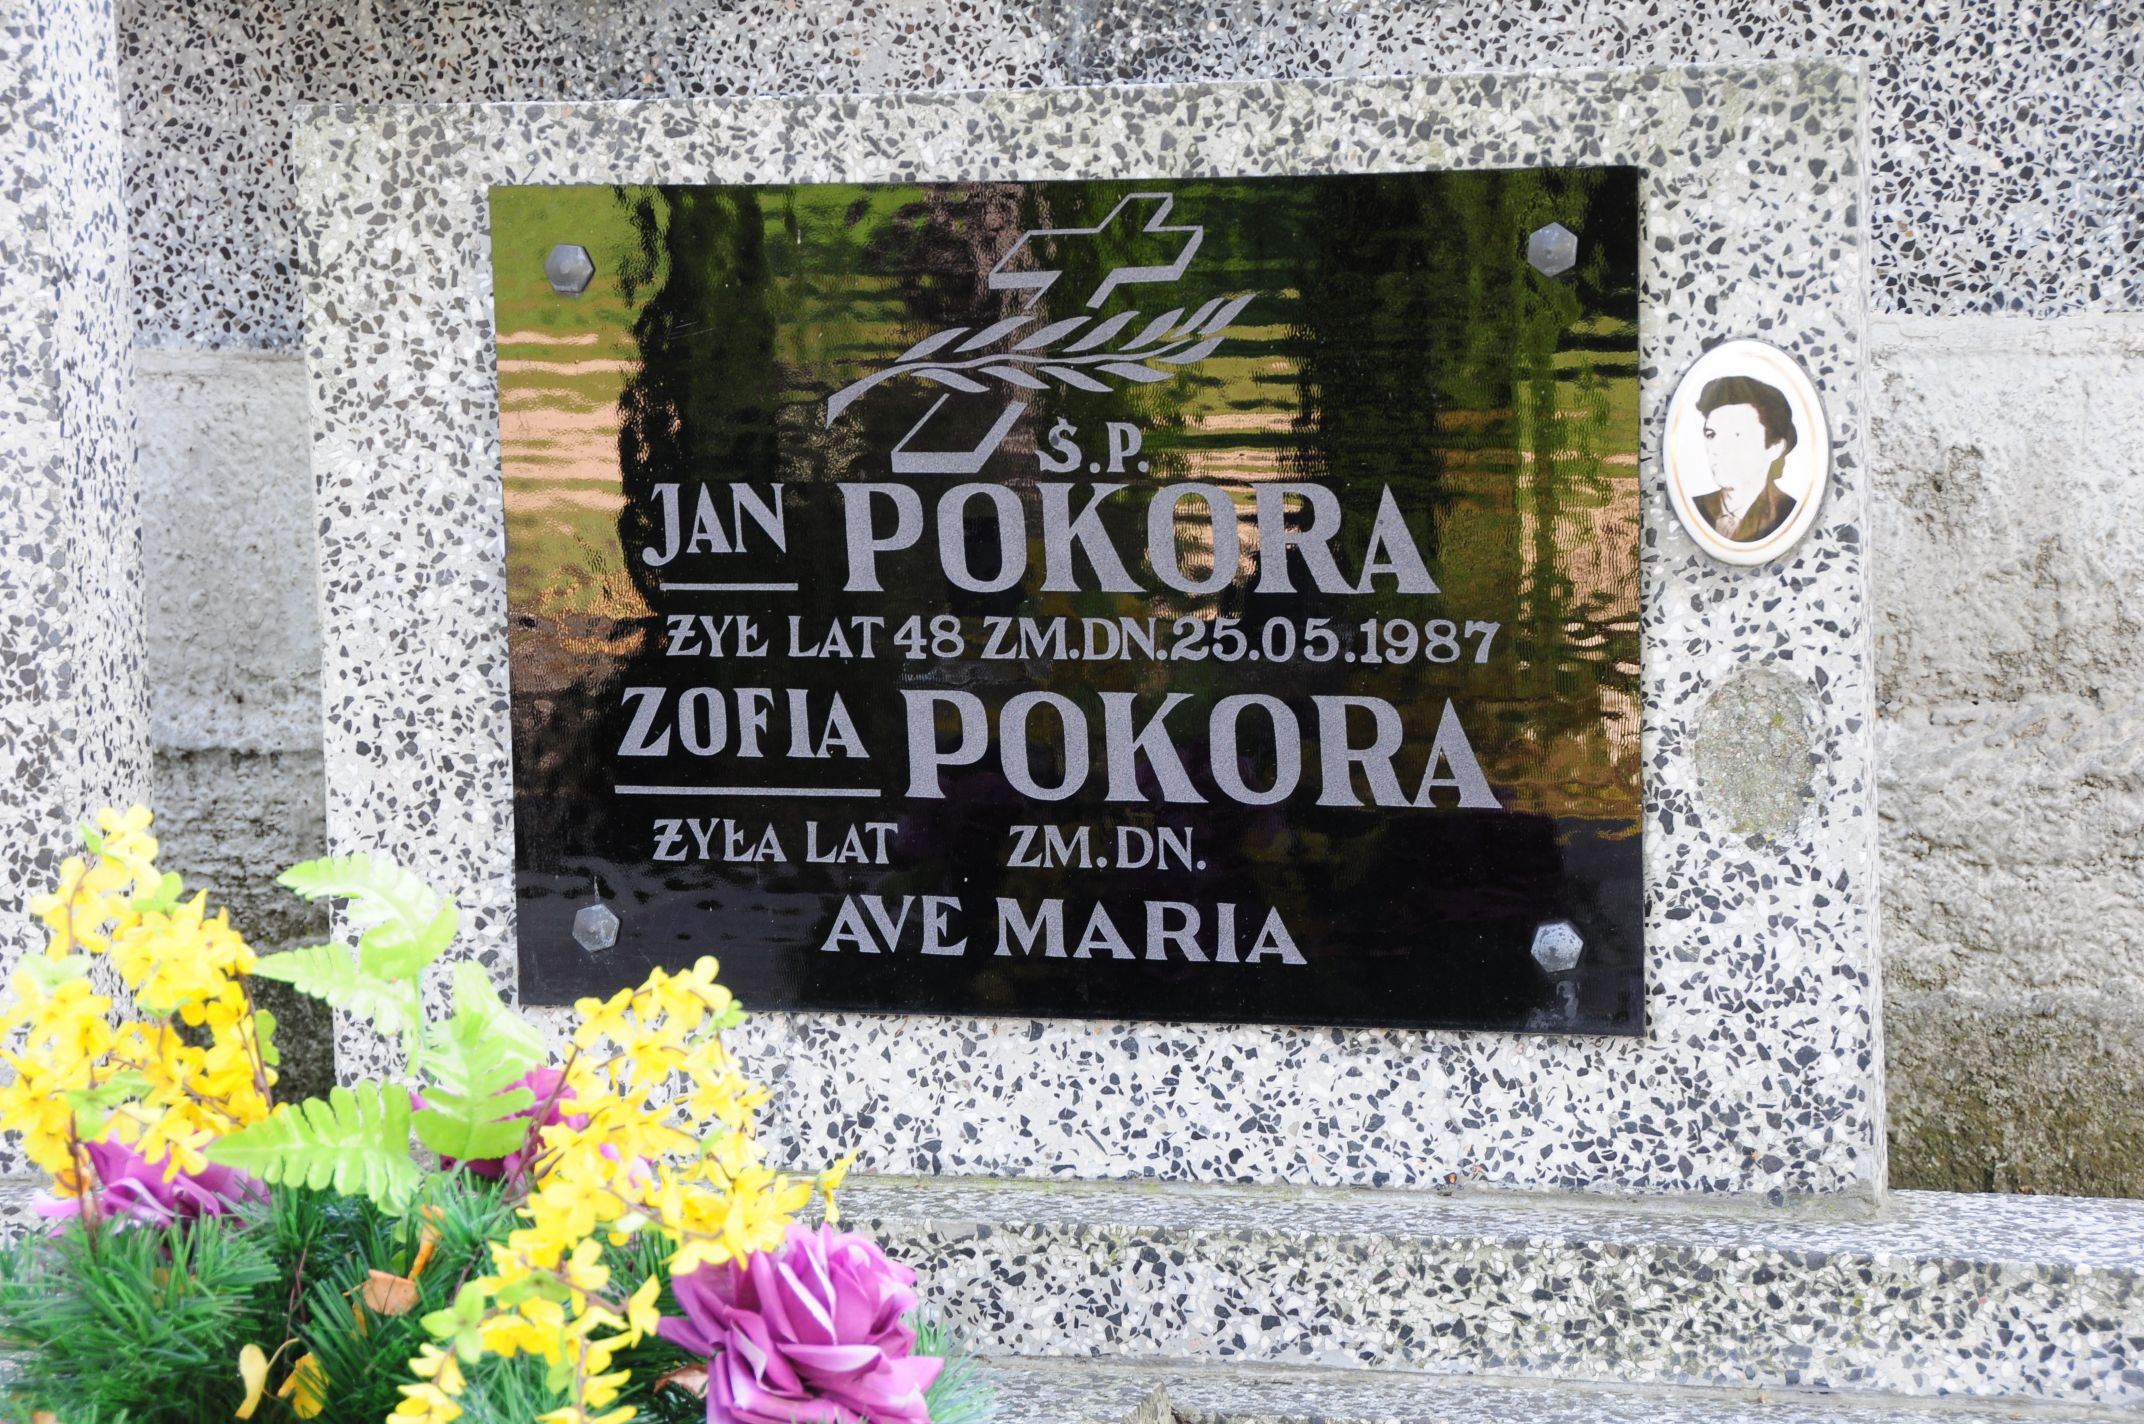 Ś.P.
JAN POKORA
ŻYŁ LAT 48 ZM.DN.25.05.1987
ZOFIA POKORA
ŻYŁA LAT ZM.DN.
AVE MARIA